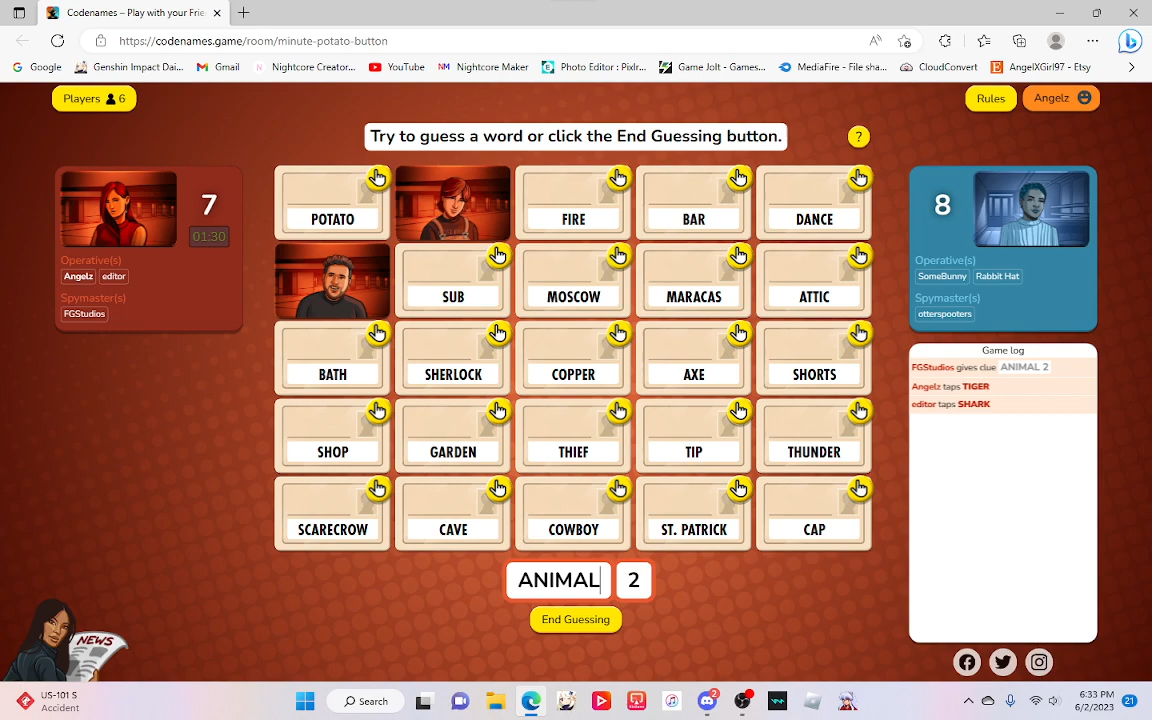 Codenames – Play with your Frie
https://codenames.game/room/minute-potato-button
Google
Genshin Impact Dai...
Gmail
Nightcore Creator...
YouTube
Nightcore Maker
Photo Editor : Pixlr...
Game Jolt - Games...
MediaFire - File sha...
CloudConvert
AngelXGirl97 - Etsy
Players 6
Rules
Angelz
Try to guess a word or click the End Guessing button.
?
7
01:30
Operative(s)
Angelz editor
Spymaster(s)
FGStudios
8
Operative(s)
SomeBunny Rabbit Hat
Spymaster(s)
otterspooters
POTATO
FIRE
BAR
DANCE
SUB
MOSCOW
MARACAS
ATTIC
BATH
SHERLOCK
COPPER
AXE
SHORTS
SHOP
GARDEN
THIEF
TIP
THUNDER
SCARECROW
CAVE
COWBOY
ST. PATRICK
CAP
Game log
FGStudios gives clue ANIMAL 2
Angelz taps TIGER
editor taps SHARK
ANIMAL 2
End Guessing
NEWS
US-101 S
Accident
Search
2
6:33 PM
6/2/2023
21